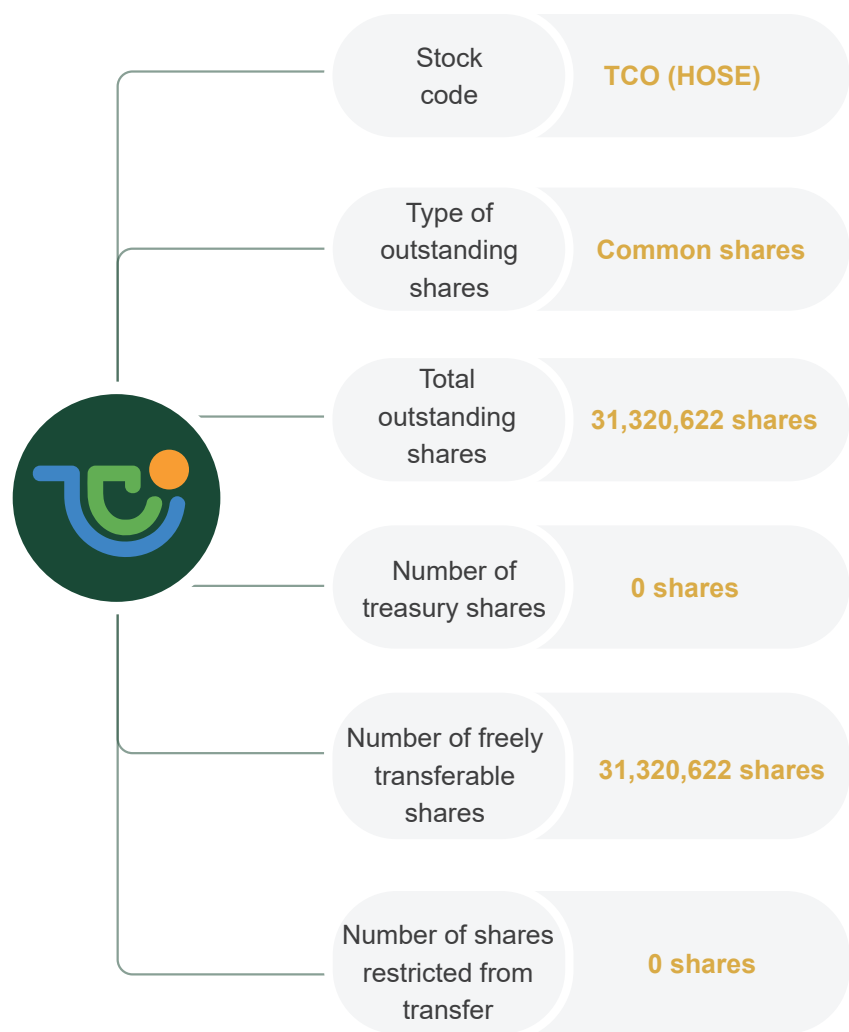 Stock
code
TCO (HOSE)
Type of
outstanding
shares
Common shares
Total
outstanding
shares
31,320,622 shares
Number of
treasury shares
0 shares
Number of freely
transferable
shares
31,320,622 shares
Number of shares
restricted from
transfer
0 shares